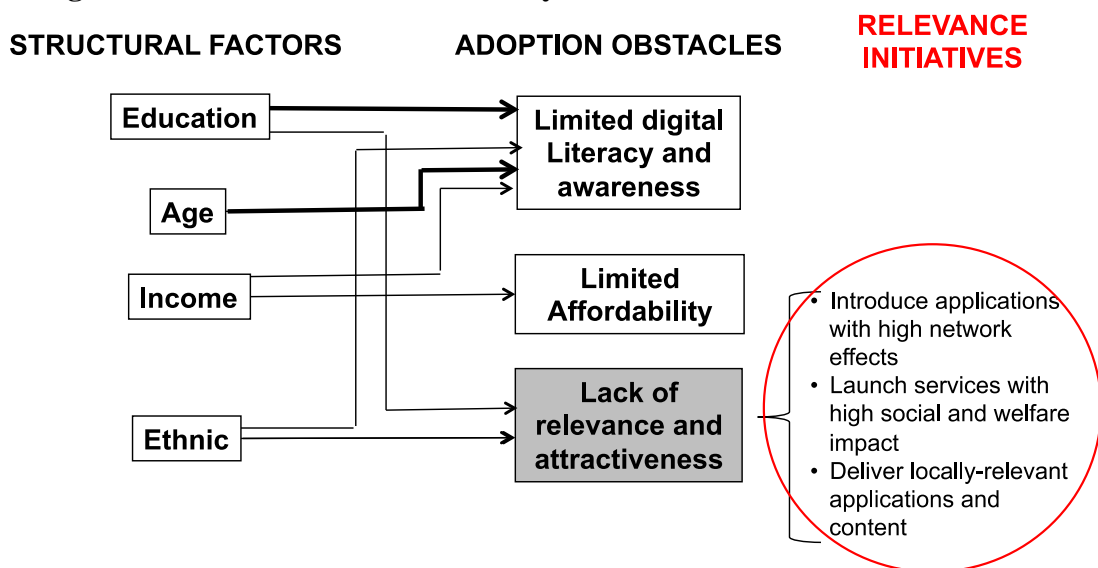 STRUCTURAL FACTORS
ADOPTION OBSTACLES
RELEVANCE
INITIATIVES
Education
Age
Income
Ethnic
Limited digital
Literacy and
awareness
Limited
Affordability
Lack of
relevance and
attractiveness
• Introduce applications
with high network
effects
• Launch services with
high social and welfare
impact
• Deliver locally-relevant
applications and
content